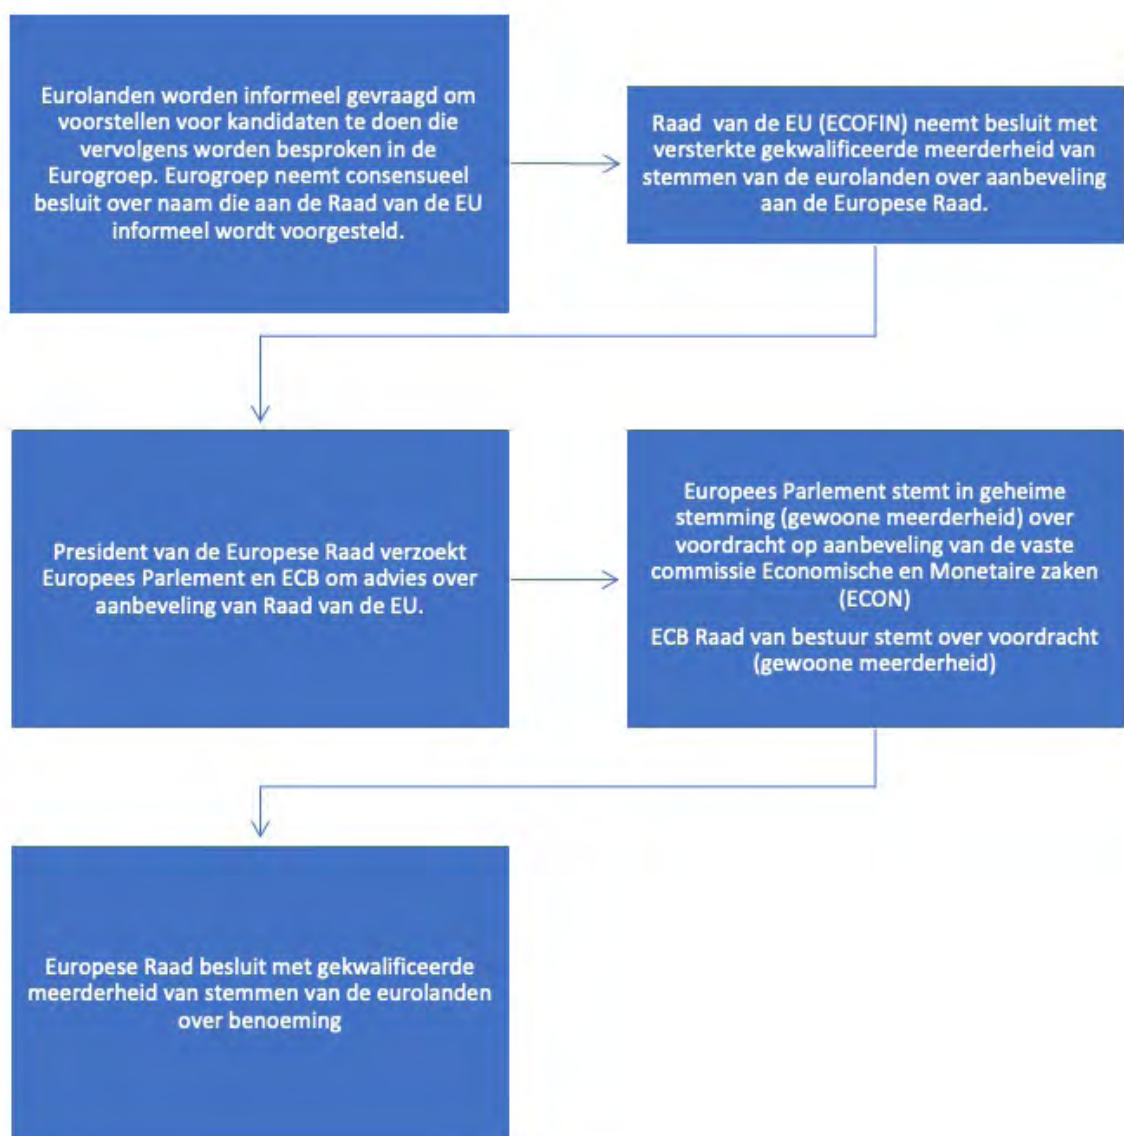 Eurolanden worden informeel gevraagd om
voorstellen voor kandidaten te doen die
vervolgens worden besproken in de
Eurogroep. Eurogroep neemt consensueel
besluit over naam die aan de Raad van de EU
informeel wordt voorgesteld.
Raad van de EU (ECOFIN) neemt besluit met
versterkte gekwalificeerde meerderheid van
stemmen van de eurolanden over aanbeveling
aan de Europese Raad.
President van de Europese Raad verzoekt
Europees Parlement en ECB om advies over
aanbeveling van Raad van de EU.
Europees Parlement stemt in geheime
stemming (gewoone meerderheid) over
voordracht op aanbeveling van de vaste
commissie Economische en Monetaire zaken
(ECON)
ECB Raad van bestuur stemt over voordracht
(gewoone meerderheid)
Europese Raad besluit met gekwalificeerde
meerderheid van stemmen van de eurolanden
over benoeming